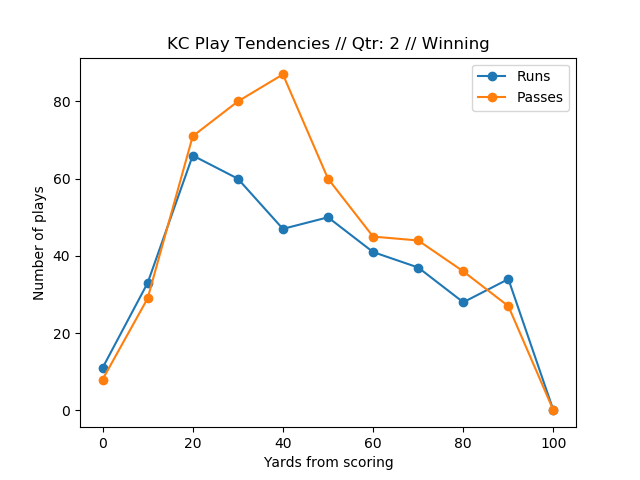 KC Play Tendencies // Qtr: 2 // Winning
Runs
Passes
Number of plays
80
60
40
20
0
0 20 40 60 80 100
Yards from scoring